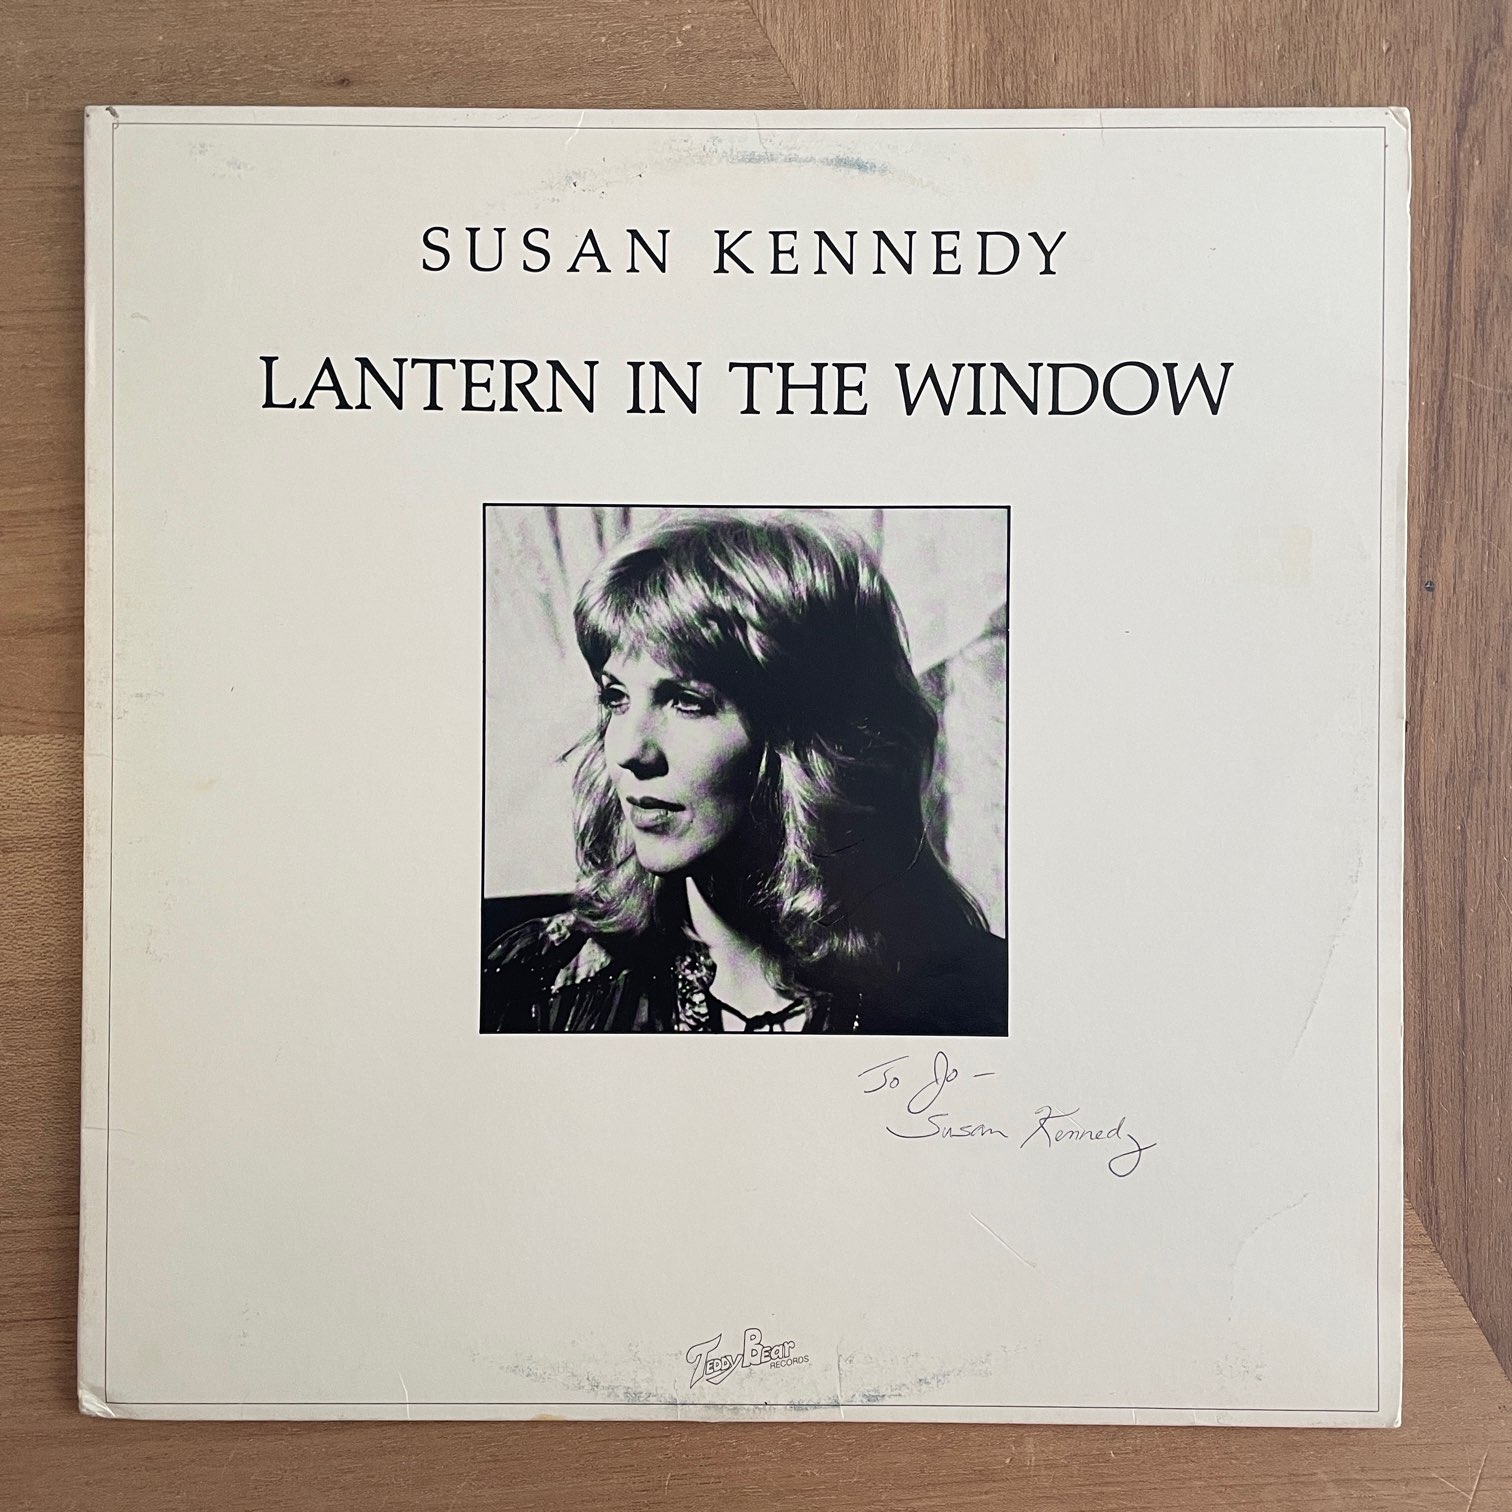 SUSAN KENNEDY
LANTERN IN THE WINDOW
To Jo –
Susan Kennedy
TEDDY BEAR
RECORDS